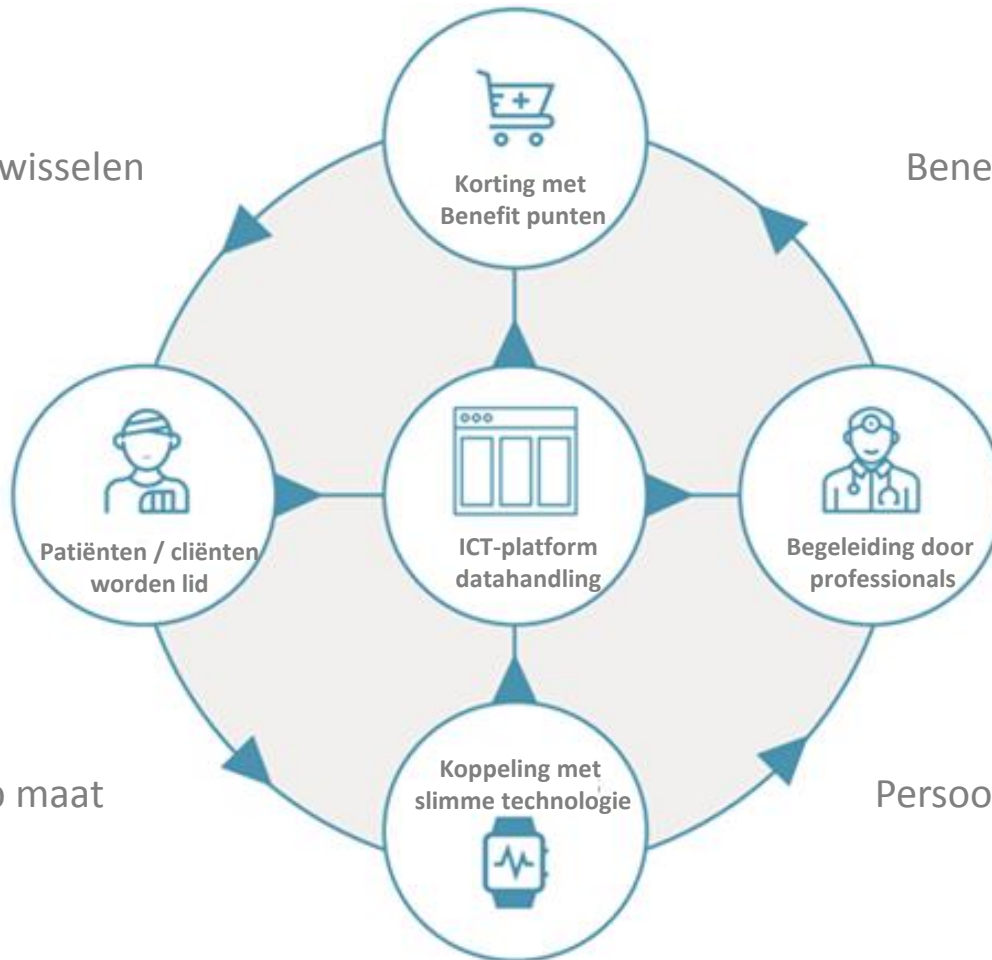 Korting met
Benefit punten
wisselen
Bene
Patiënten / cliënten
worden lid
ICT-platform
datahandling
Begeleiding door
professionals
Koppeling met
slimme technologie
maat
Persoo